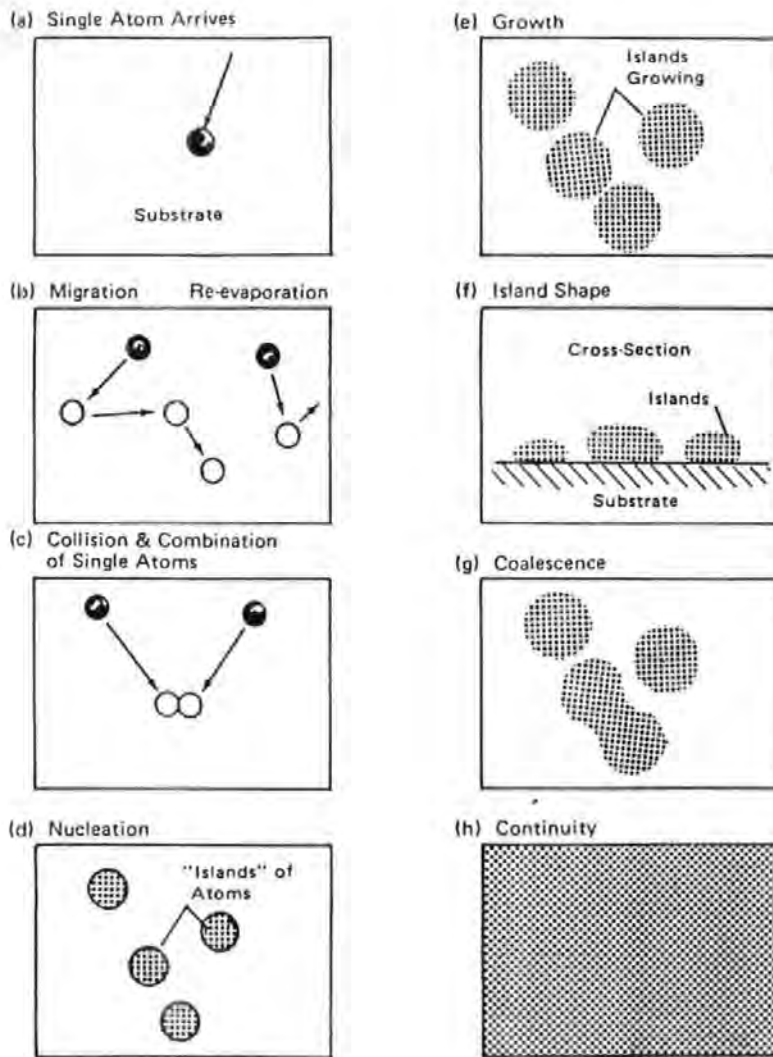 (a) Single Atom Arrives
Substrate
(b) Migration Re-evaporation
(c) Collision & Combination
of Single Atoms
(d) Nucleation
"Islands" of
Atoms
(e) Growth
Islands
Growing
(f) Island Shape
Cross-Section
Islands
Substrate
(g) Coalescence
(h) Continuity